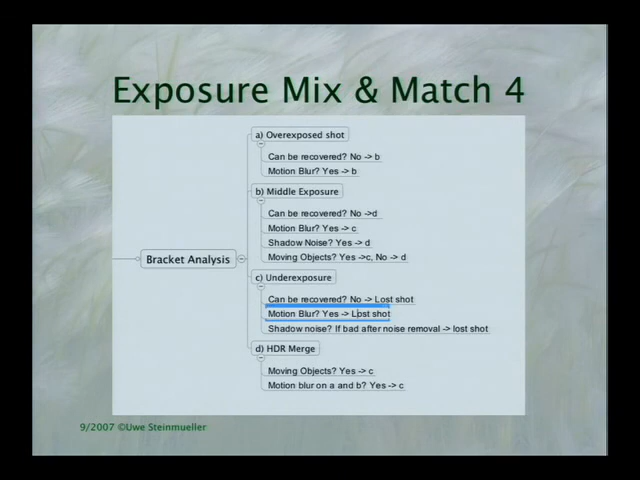 Exposure Mix & Match 4
Bracket Analysis
a) Overexposed shot
Can be recovered? No -> b
Motion Blur? Yes -> b
b) Middle Exposure
Can be recovered? No ->d
Motion Blur? Yes -> c
Shadow Noise? Yes -> d
Moving Objects? Yes ->c, No -> d
c) Underexposure
Can be recovered? No -> Lost shot
Motion Blur? Yes -> Lost shot
Shadow noise? If bad after noise removal -> lost shot
d) HDR Merge
Moving Objects? Yes -> c
Motion blur on a and b? Yes -> c
9/2007 ©Uwe Steinmueller